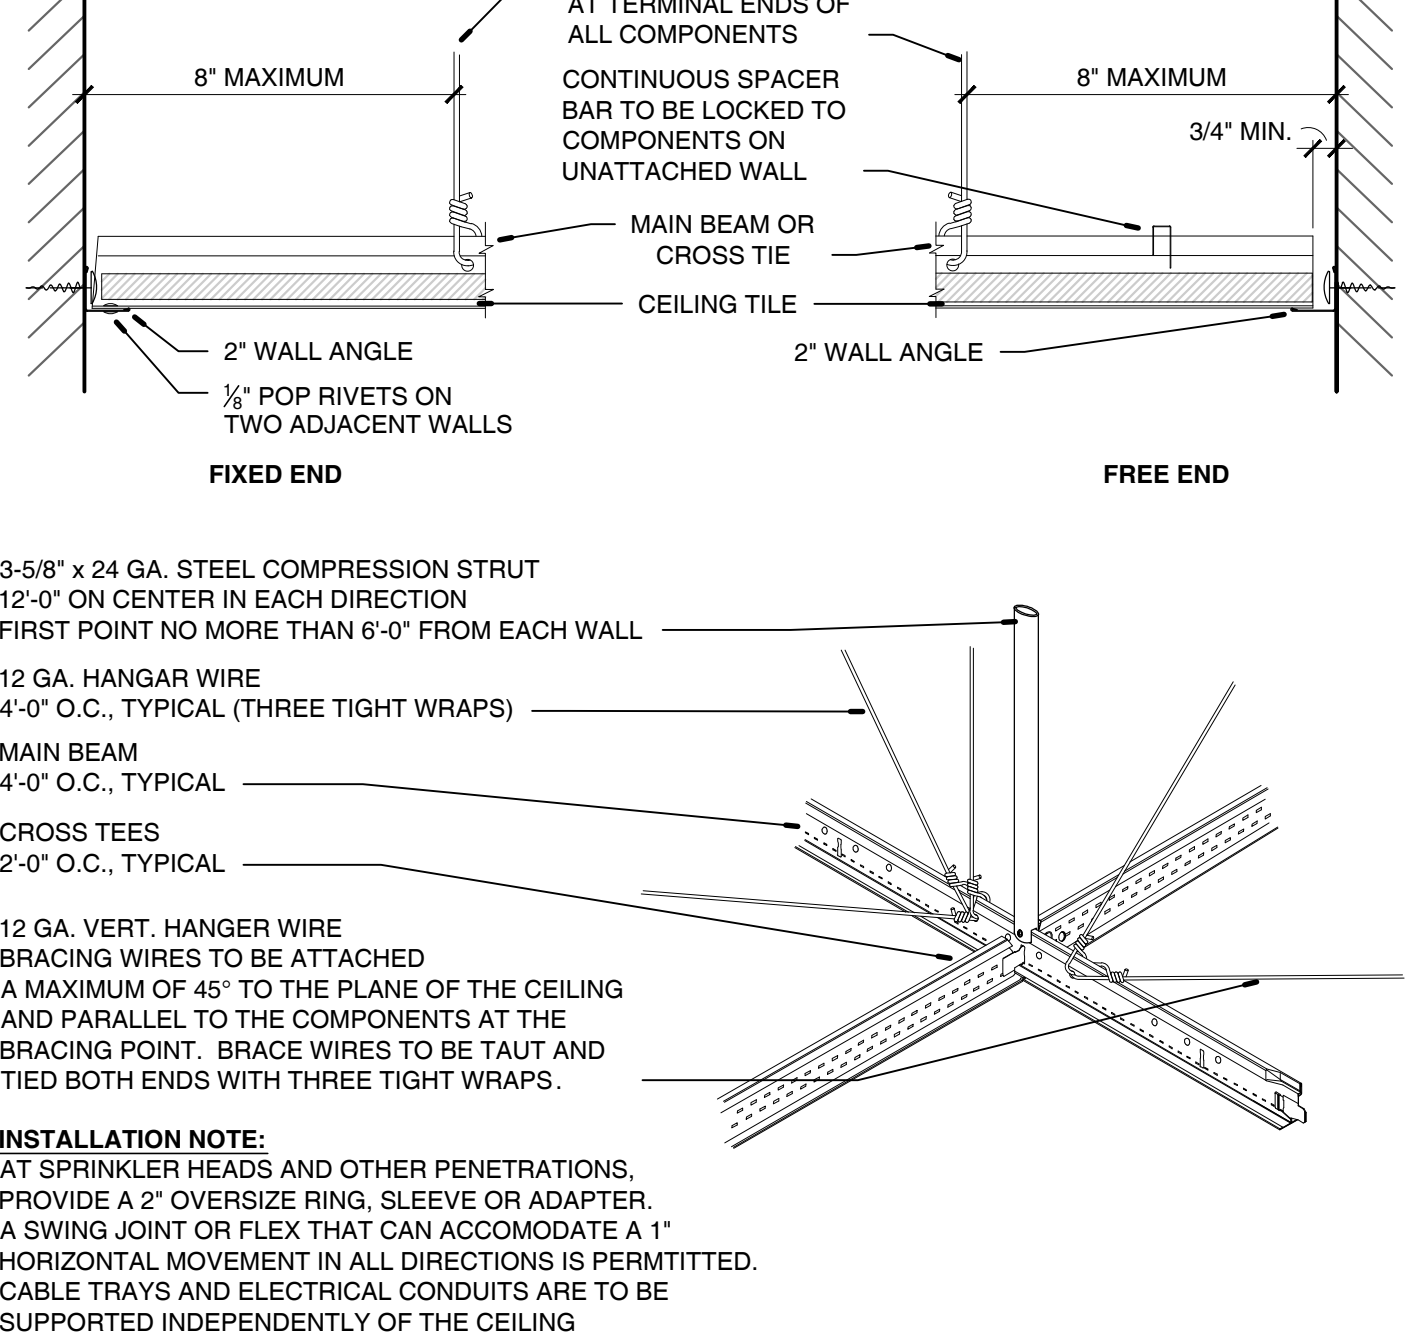 AT TERMINAL ENDS OF
ALL COMPONENTS
8" MAXIMUM
CONTINUOUS SPACER
BAR TO BE LOCKED TO
COMPONENTS ON
UNATTACHED WALL
8" MAXIMUM
3/4" MIN.
MAIN BEAM OR
CROSS TIE
CEILING TILE
2" WALL ANGLE
2" WALL ANGLE
⅛" POP RIVETS ON
TWO ADJACENT WALLS
FIXED END
FREE END
3-5/8" x 24 GA. STEEL COMPRESSION STRUT
12'-0" ON CENTER IN EACH DIRECTION
FIRST POINT NO MORE THAN 6'-0" FROM EACH WALL
12 GA. HANGAR WIRE
4'-0" O.C., TYPICAL (THREE TIGHT WRAPS)
MAIN BEAM
4'-0" O.C., TYPICAL
CROSS TEES
2'-0" O.C., TYPICAL
12 GA. VERT. HANGER WIRE
BRACING WIRES TO BE ATTACHED
A MAXIMUM OF 45° TO THE PLANE OF THE CEILING
AND PARALLEL TO THE COMPONENTS AT THE
BRACING POINT. BRACE WIRES TO BE TAUT AND
TIED BOTH ENDS WITH THREE TIGHT WRAPS.
INSTALLATION NOTE:
AT SPRINKLER HEADS AND OTHER PENETRATIONS,
PROVIDE A 2" OVERSIZE RING, SLEEVE OR ADAPTER.
A SWING JOINT OR FLEX THAT CAN ACCOMODATE A 1"
HORIZONTAL MOVEMENT IN ALL DIRECTIONS IS PERMTITTED.
CABLE TRAYS AND ELECTRICAL CONDUITS ARE TO BE
SUPPORTED INDEPENDENTLY OF THE CEILING